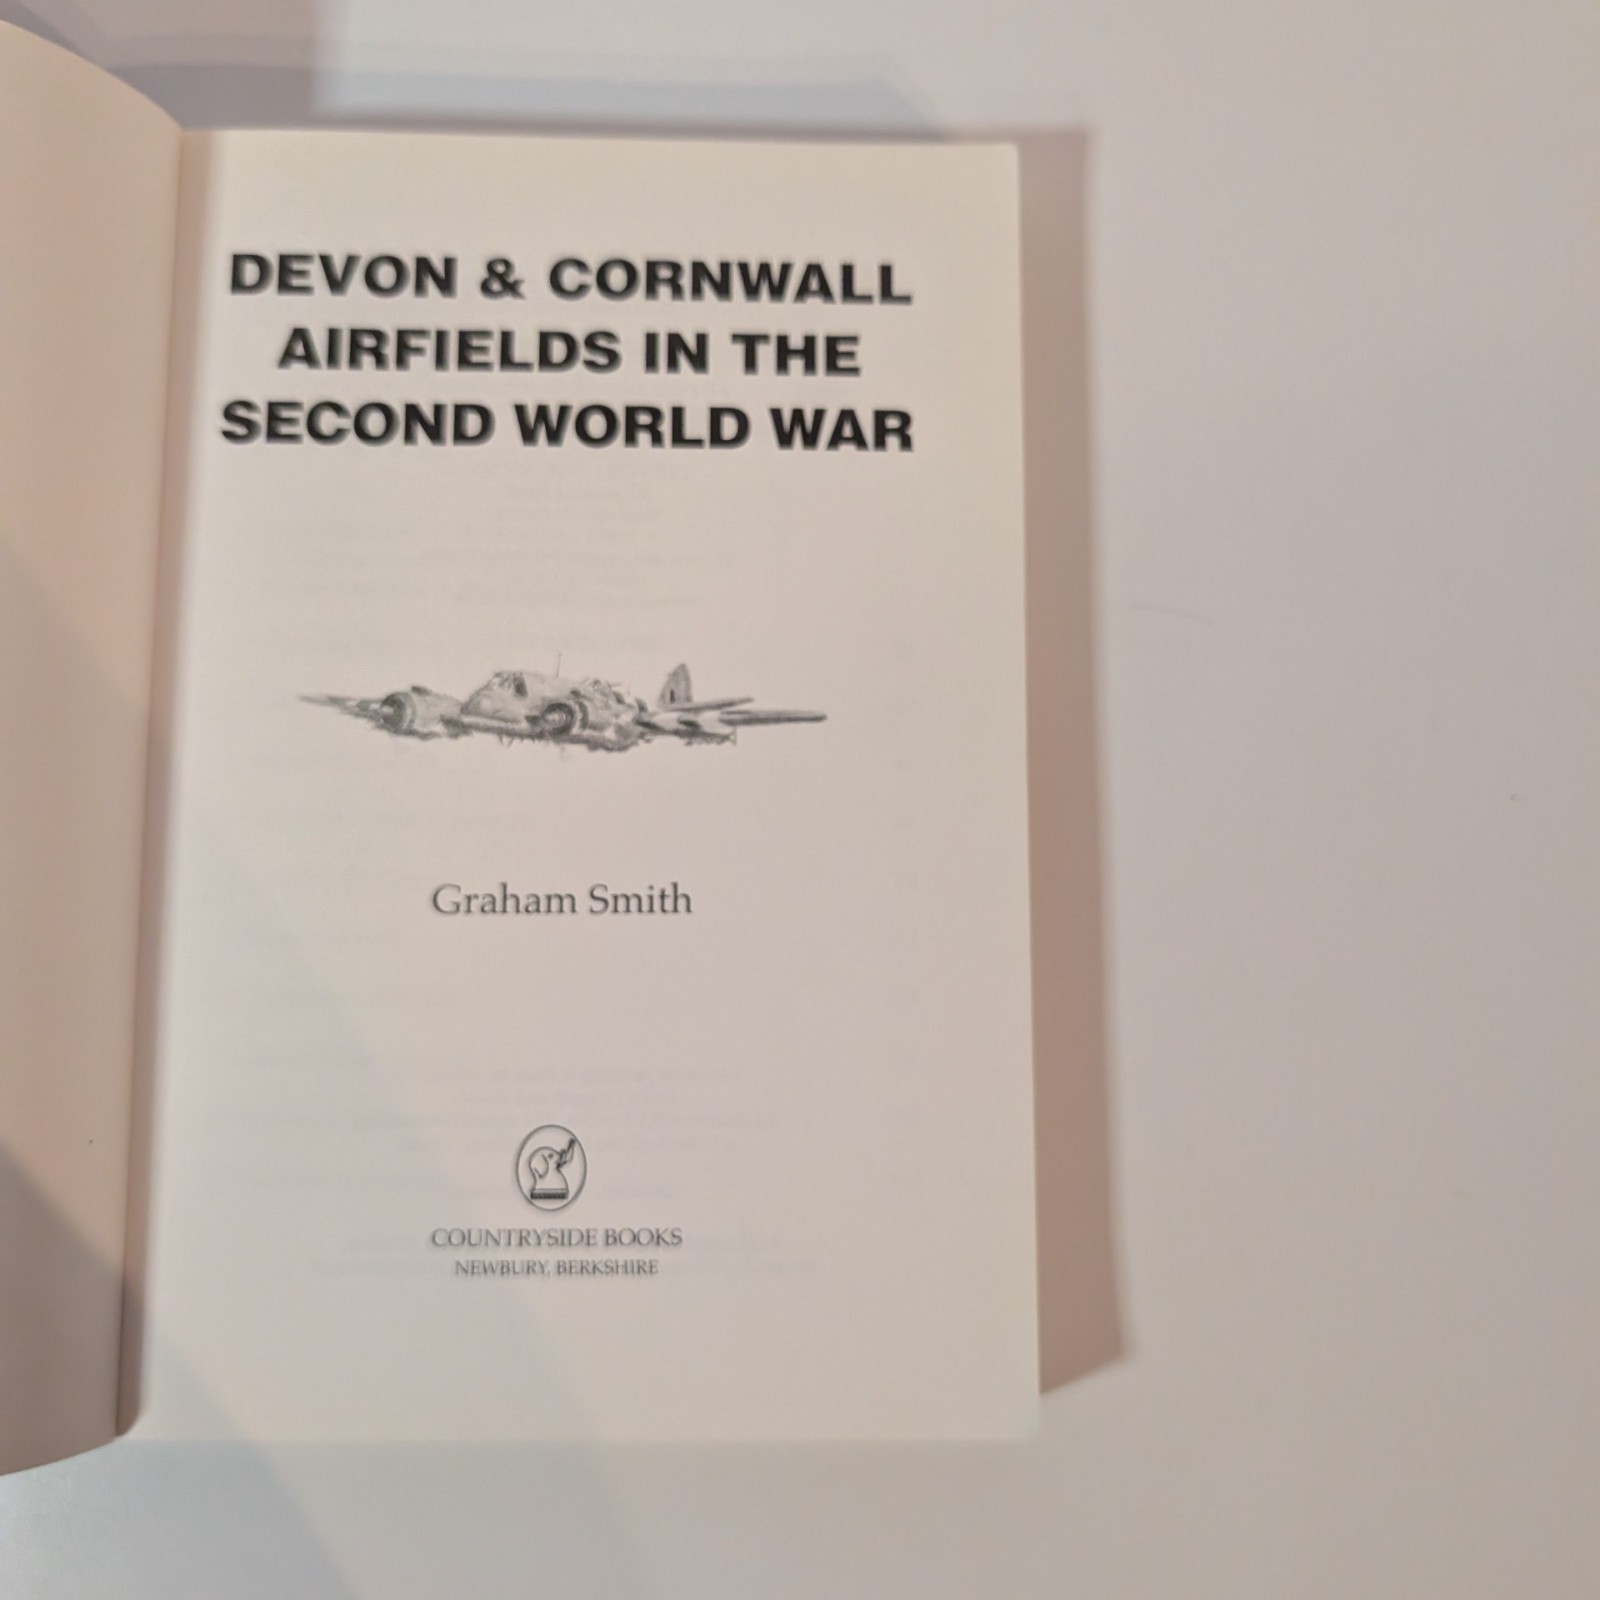 DEVON & CORNWALL
AIRFIELDS IN THE
SECOND WORLD WAR
Graham Smith
COUNTRYSIDE BOOKS
NEWBURY, BERKSHIRE